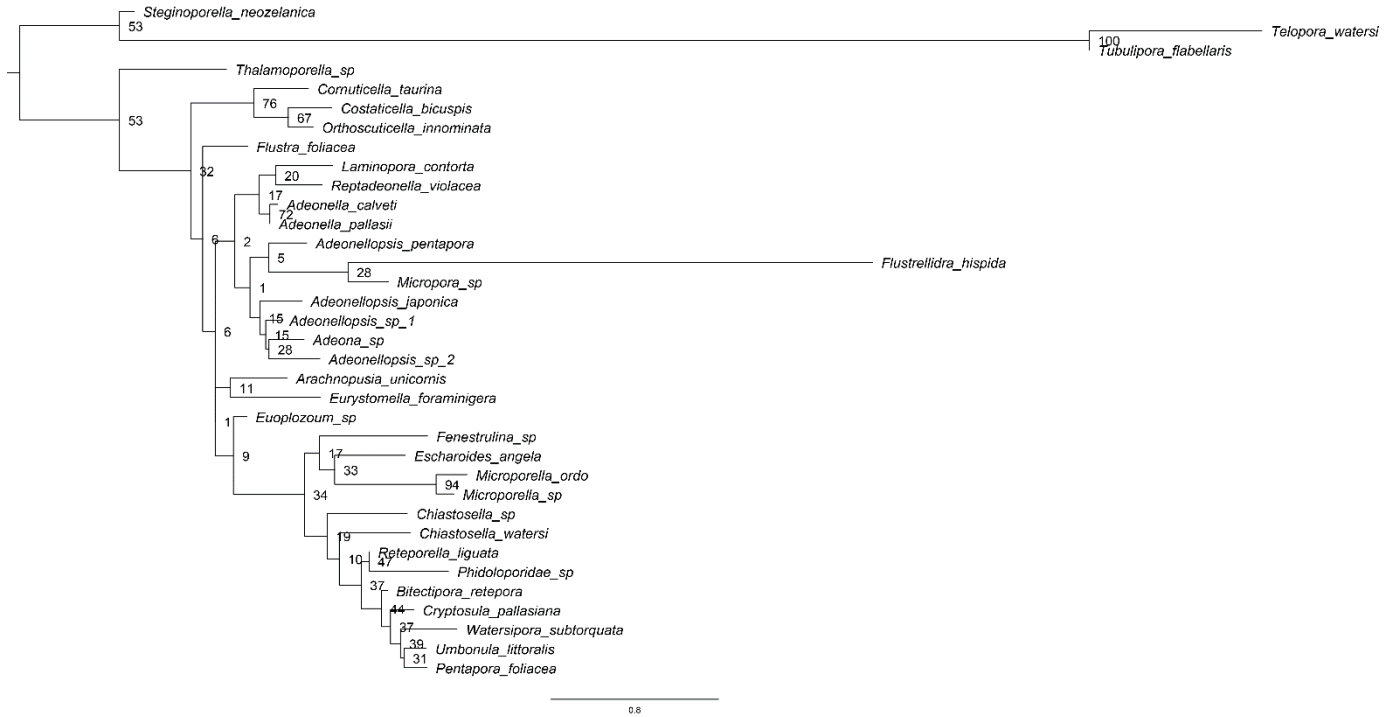 Steginoporella_neozelanica
53
Telopora_watersi
100
Tubulipora_flabellaris
Thalamoporella_sp
Cornuticella_taurina
76
Costaticella_bicuspis
67
53
Orthoscuticella_innominata
Flustra_foliacea
Laminopora_contorta
32
20
Reptadeonella_violacea
17
Adeonella_calveti
72
Adeonella_pallasii
6
2
Adeonellopsis_pentapora
5
Flustrellidra_hispida
28
Micropora_sp
1
Adeonellopsis_japonica
15
Adeonellopsis_sp_1
6
15
Adeona_sp
28
Adeonellopsis_sp_2
Arachnopusia_unicornis
11
Eurystomella_foraminigera
Euoplozoum_sp
1
Fenestrulina_sp
9
17
Escharoides_angela
33
Microporella_ordo
94
34
Microporella_sp
Chiastosella_sp
Chiastosella_watersi
19
Reteporella_liguata
10
47
Phidoloporidae_sp
37
Bitectipora_retepora
44
Cryptosula_pallasiana
37
Watersipora_subtorquata
39
Umbonula_littoralis
31
Pentapora_foliacea
0.8